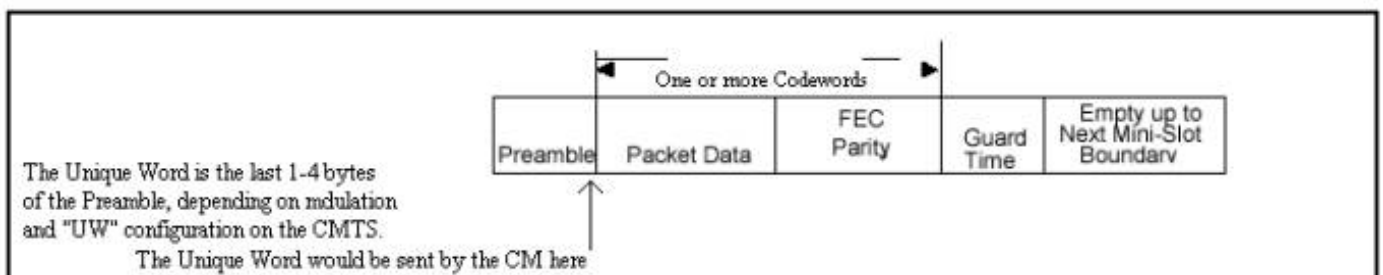 One or more Codewords
Preamble
Packet Data
FEC
Parity
Guard
Time
Empty up to
Next Mini-Slot
Boundary
The Unique Word is the last 1-4 bytes
of the Preamble, depending on mdulation
and "UW" configuration on the CMTS.
The Unique Word would be sent by the CM here